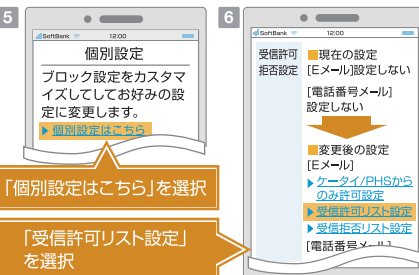 5
SoftBank 12:00
個別設定
ブロック設定をカスタマ
イズしてしてお好みの設
定に変更します。
▶個別設定はこちら
「個別設定はこちら」を選択
「受信許可リスト設定」
を選択
6
SoftBank 12:00
受信許可
拒否設定
■現在の設定
[Eメール]設定しない
[電話番号メール]
設定しない
■変更後の設定
[Eメール]
▶ケータイ/PHSから
のみ許可設定
▶受信許可リスト設定
▶受信拒否リスト設定
[電話番号メール]